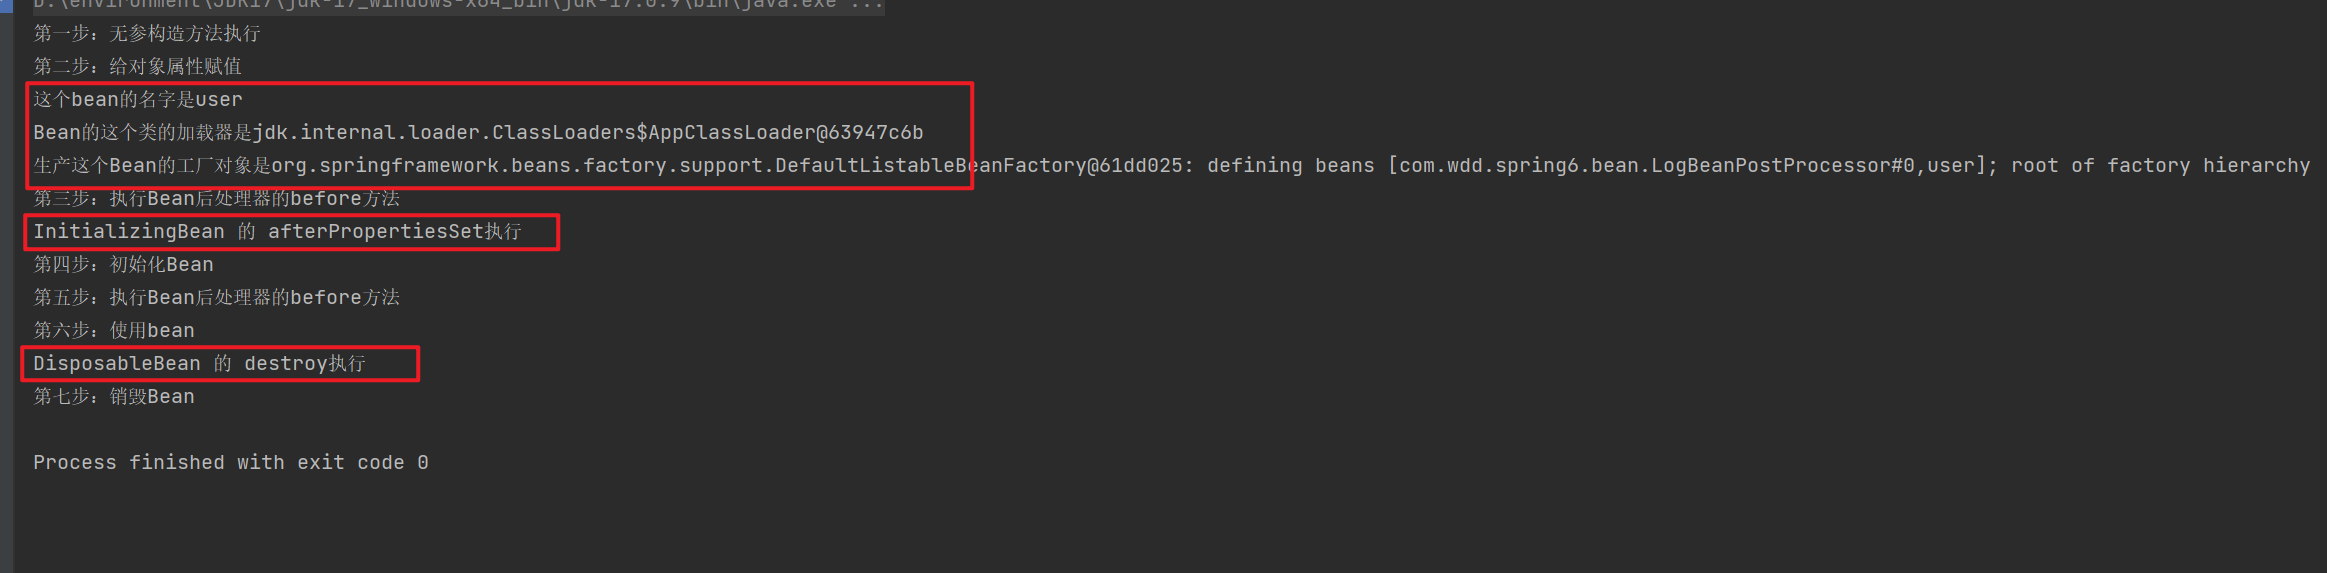 D:\environment\JDK17\jdk-17_windows-x64_bin\jdk-17.0.9\bin\java.exe ...
第一步：无参构造方法执行
第二步：给对象属性赋值
这个bean的名字是user
Bean的这个类的加载器是jdk.internal.loader.ClassLoaders$AppClassLoader@63947c6b
生产这个Bean的工厂对象是org.springframework.beans.factory.support.DefaultListableBeanFactory@61dd025: defining beans [com.wdd.spring6.bean.LogBeanPostProcessor#0,user]; root of factory hierarchy
第三步：执行Bean后处理器的before方法
InitializingBean 的 afterPropertiesSet执行
第四步：初始化Bean
第五步：执行Bean后处理器的before方法
第六步：使用bean
DisposableBean 的 destroy执行
第七步：销毁Bean
Process finished with exit code 0